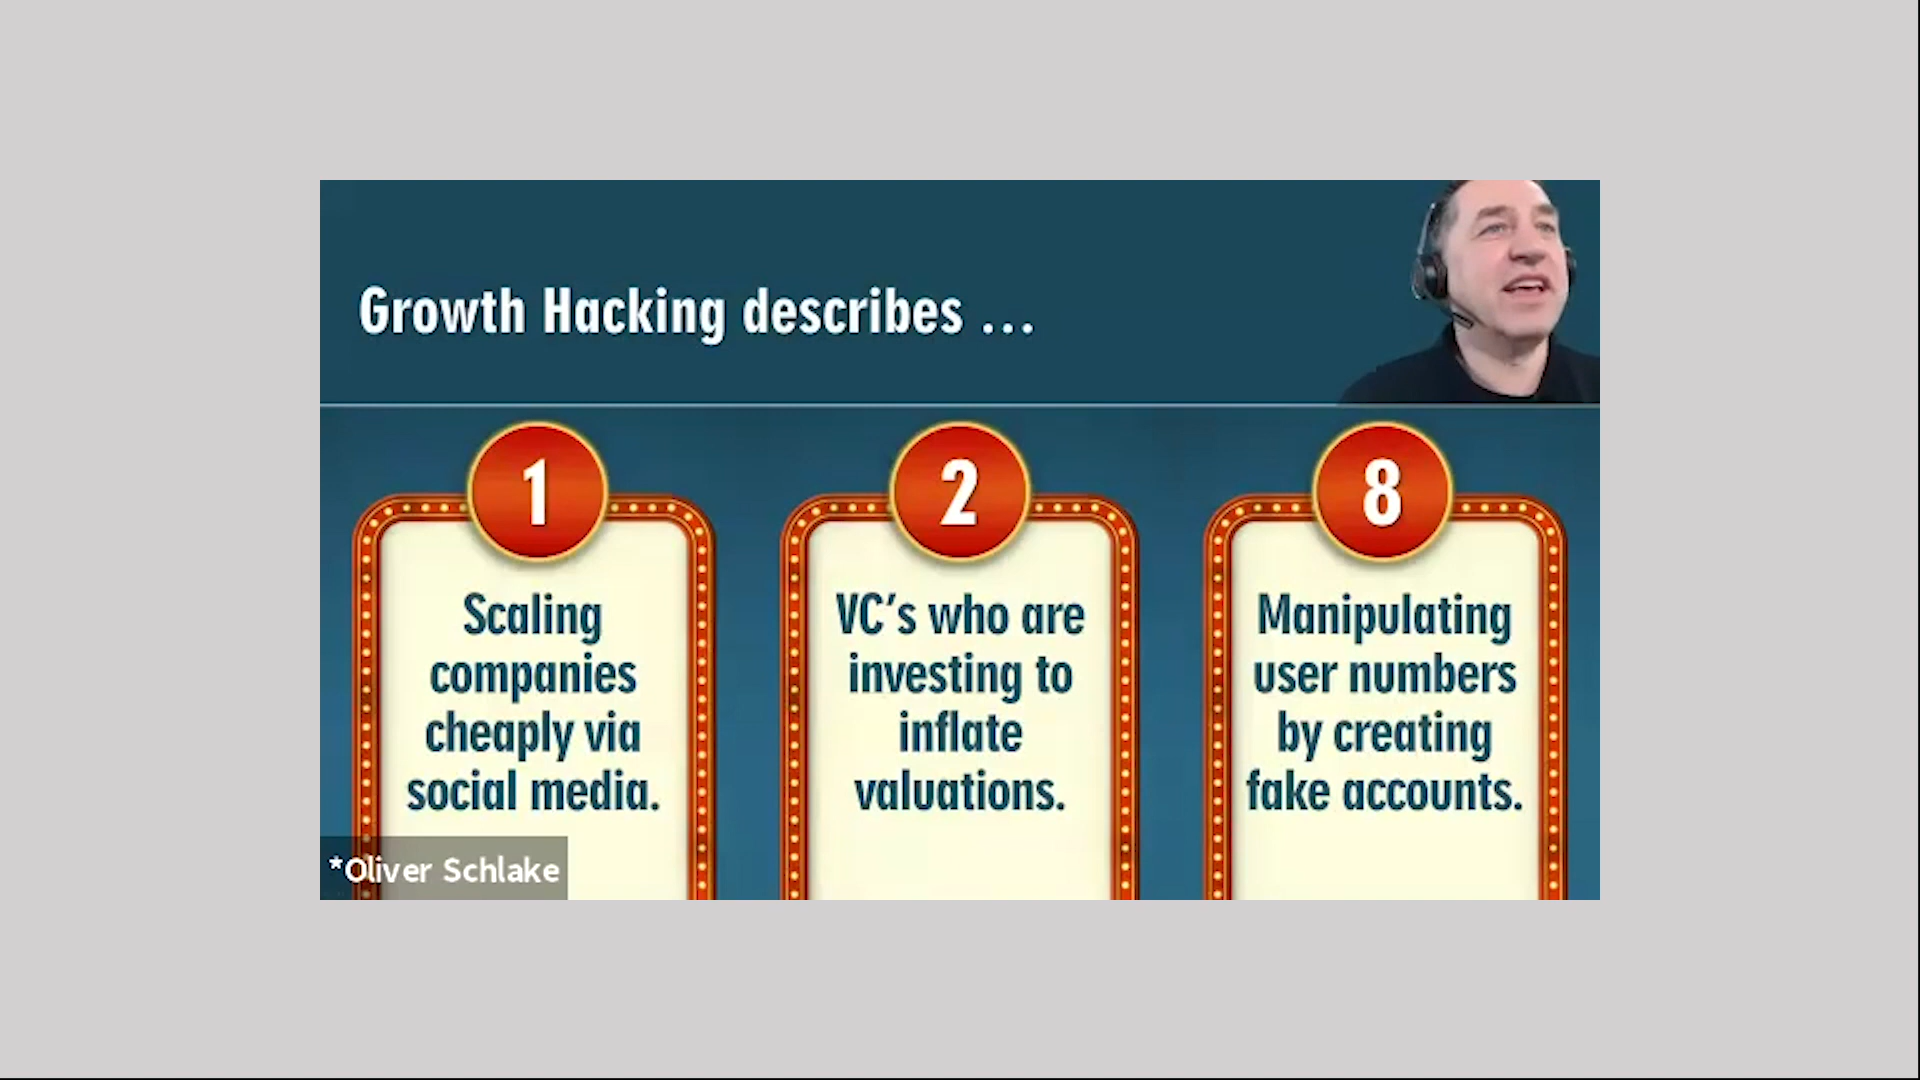 Growth Hacking describes ...
1
Scaling
companies
cheaply via
social media.
2
VC's who are
investing to
inflate
valuations.
8
Manipulating
user numbers
by creating
fake accounts.
*Oliver Schlake